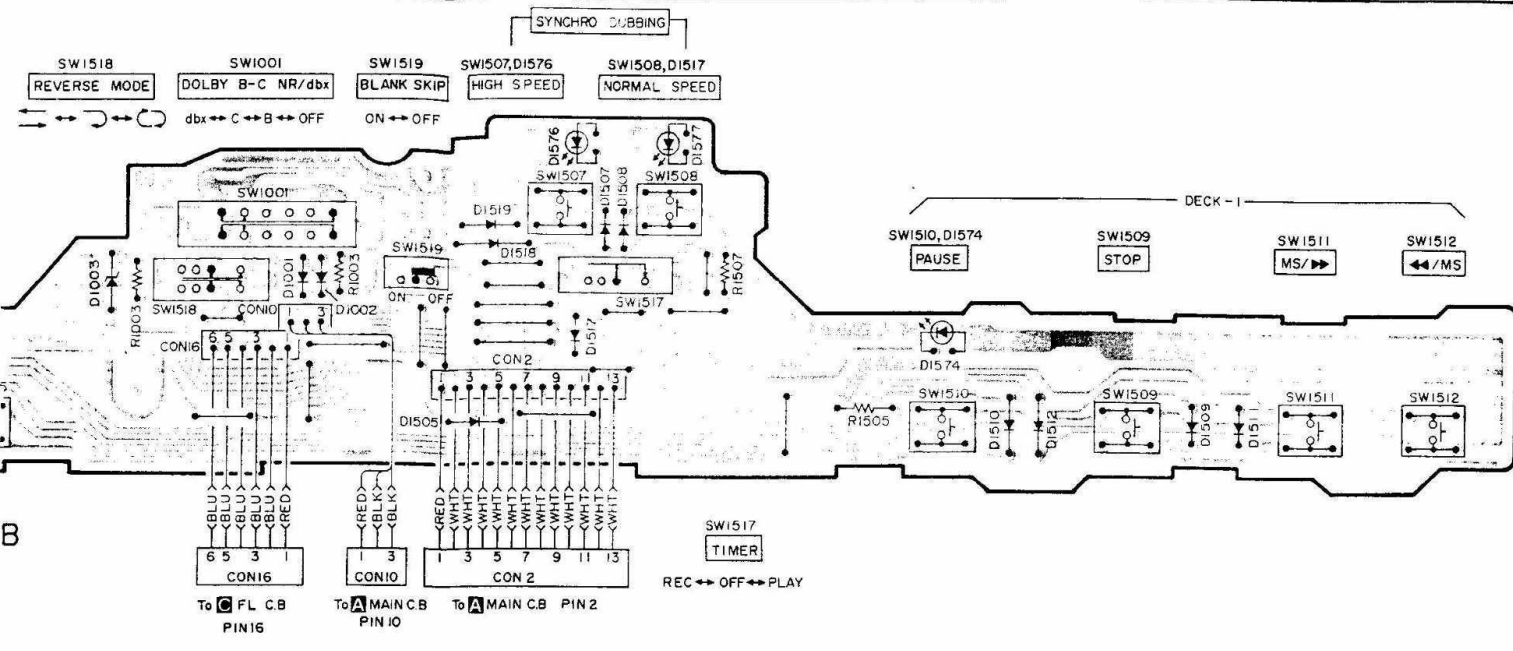 SYNCHRO DUBBING
SW1518 SW1001 SW1519 SW1507,D1576 SW1508,D1517
REVERSE MODE DOLBY B-C NR/dbx BLANK SKIP HIGH SPEED NORMAL SPEED
dbx↔C↔B↔OFF ON↔OFF
D1576 D1577
SW1507 D1507 D1508 SW1508
SW1001
D1519
D1518
SW1519
ON OFF
D1003 R1003 SW1518 D1001 R1003 D1002
SW1517 R1507
CON10 1 3
CON16 6 5 3
D1517
CON2
1 3 5 7 9 11 13
D1505
DECK-1
SW1510,D1574 SW1509 SW1511 SW1512
PAUSE STOP MS/▶▶ ◀◀/MS
D1574
R1505 SW1510 D1510 D1512 SW1509 D1509 D1511 SW1511 SW1512
5
B
BLU BLU BLU BLU BLU RED
RED BLK BLK
RED WHT WHT WHT WHT WHT WHT WHT WHT WHT WHT WHT WHT
6 5 3 1
CON16
1 3
CON10
1 3 5 7 9 11 13
CON 2
To C FL C.B
PIN16
To A MAIN C.B
PIN 10
To A MAIN C.B PIN 2
SW1517
TIMER
REC↔OFF↔PLAY